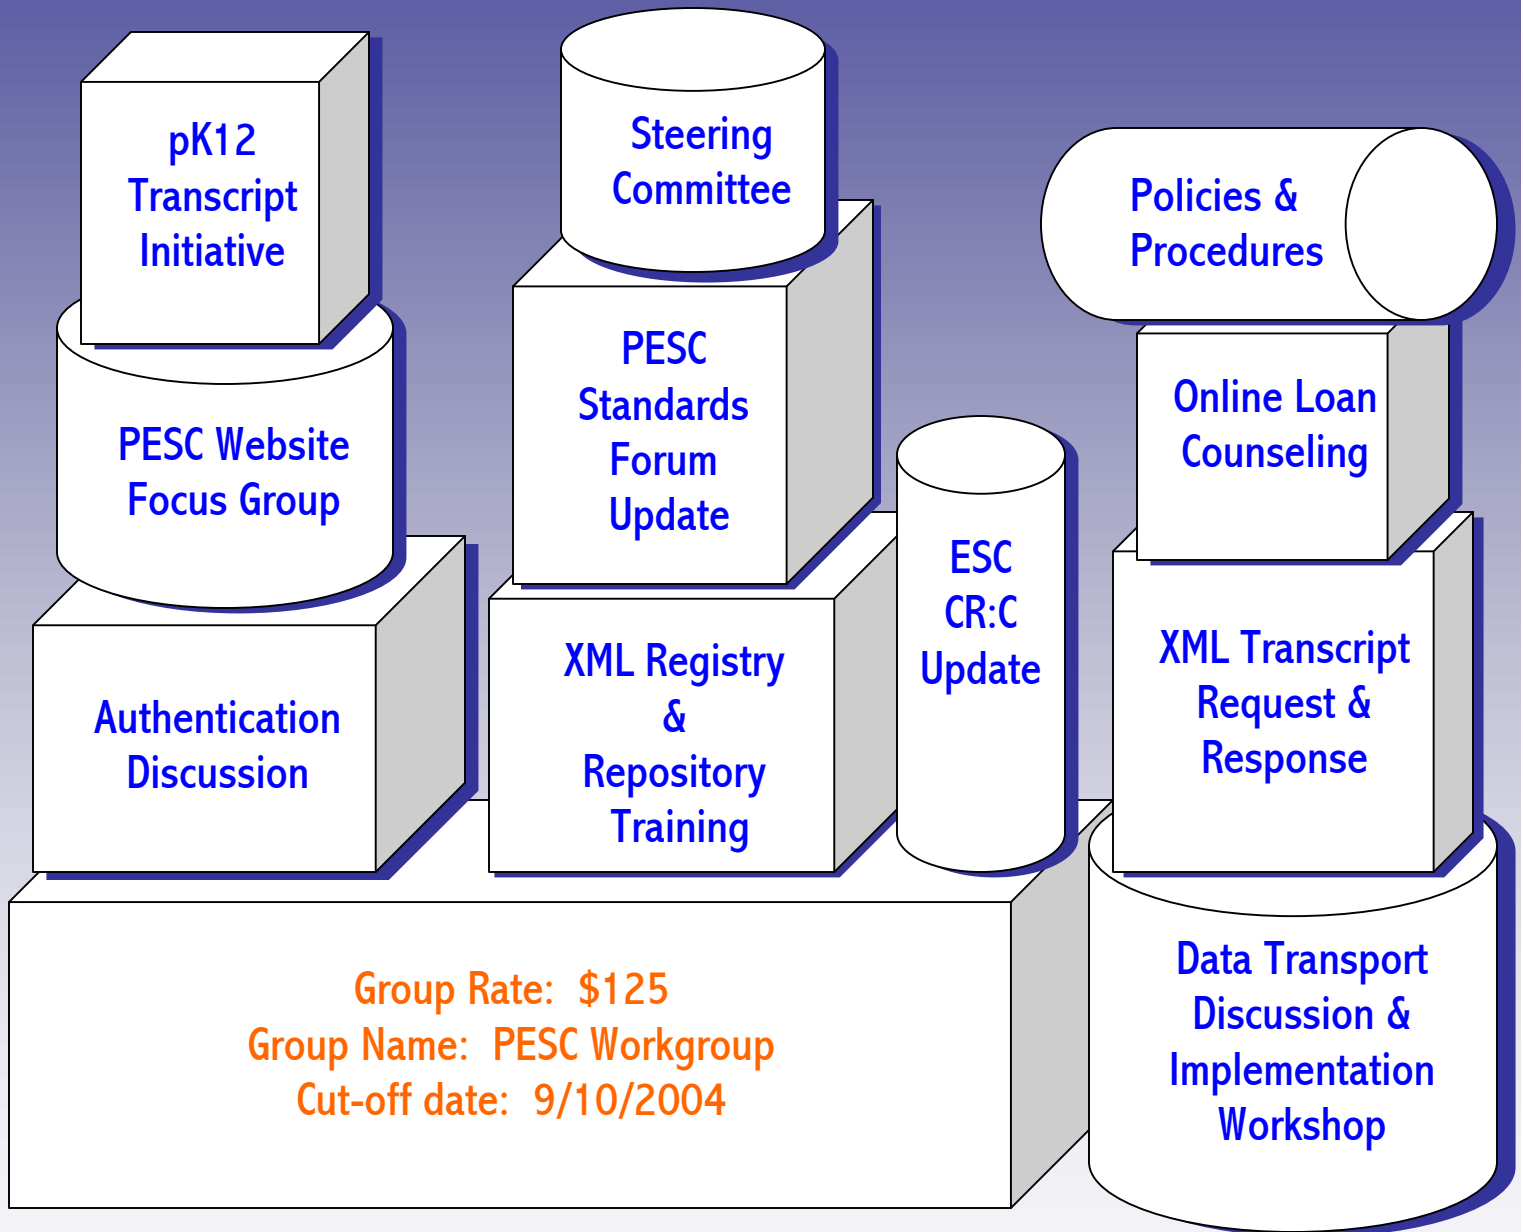 pK12
Transcript
Initiative
PESC Website
Focus Group
Authentication
Discussion
Steering
Committee
PESC
Standards
Forum
Update
XML Registry
&
Repository
Training
ESC
CR:C
Update
Policies &
Procedures
Online Loan
Counseling
XML Transcript
Request &
Response
Data Transport
Discussion &
Implementation
Workshop
Group Rate: $125
Group Name: PESC Workgroup
Cut-off date: 9/10/2004